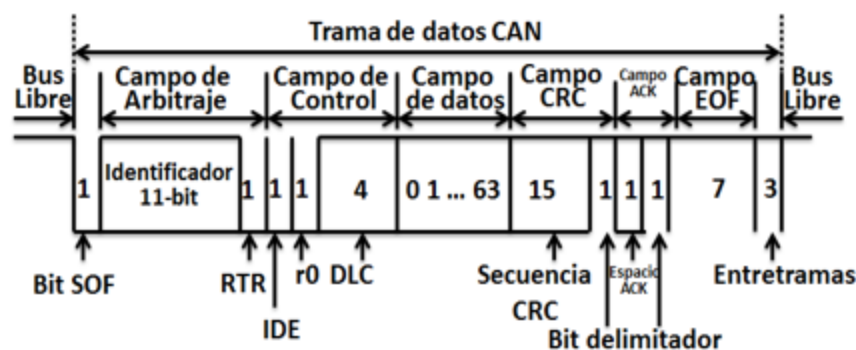 Trama de datos CAN
Bus Libre
Campo de Arbitraje
Campo de Control
Campo de datos
Campo CRC
Campo ACK
Campo EOF
Bus Libre
1
Identificador 11-bit
1
1
1
4
0 1 ... 63
15
1
1
1
7
3
Bit SOF
RTR
IDE
r0
DLC
Secuencia CRC
Espacio ACK
Bit delimitador
Entretramas